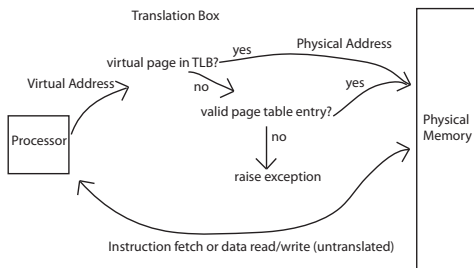 Translation Box
virtual page in TLB?
yes
Physical Address
Virtual Address
no
yes
valid page table entry?
Processor
Physical
Memory
no
raise exception
Instruction fetch or data read/write (untranslated)